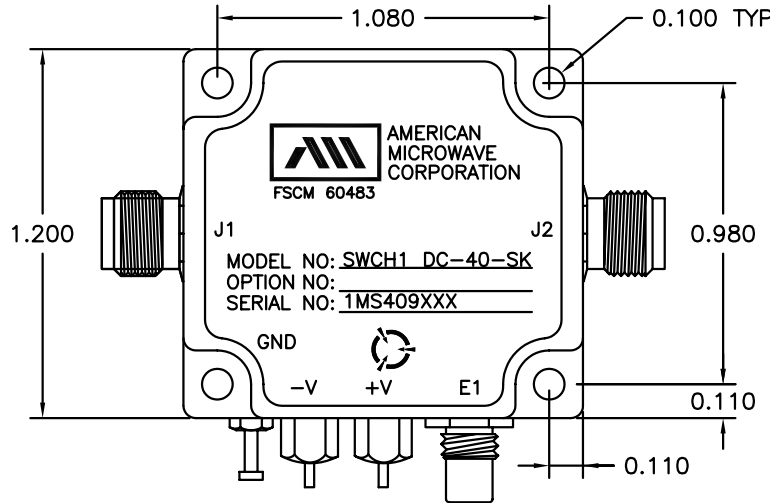 1.080
0.100 TYP
AMERICAN
MICROWAVE
CORPORATION
FSCM 60483
1.200
J1
J2
0.980
MODEL NO: SWCH1 DC-40-SK
OPTION NO:
SERIAL NO: 1MS409XXX
GND
-V
+V
E1
0.110
0.110